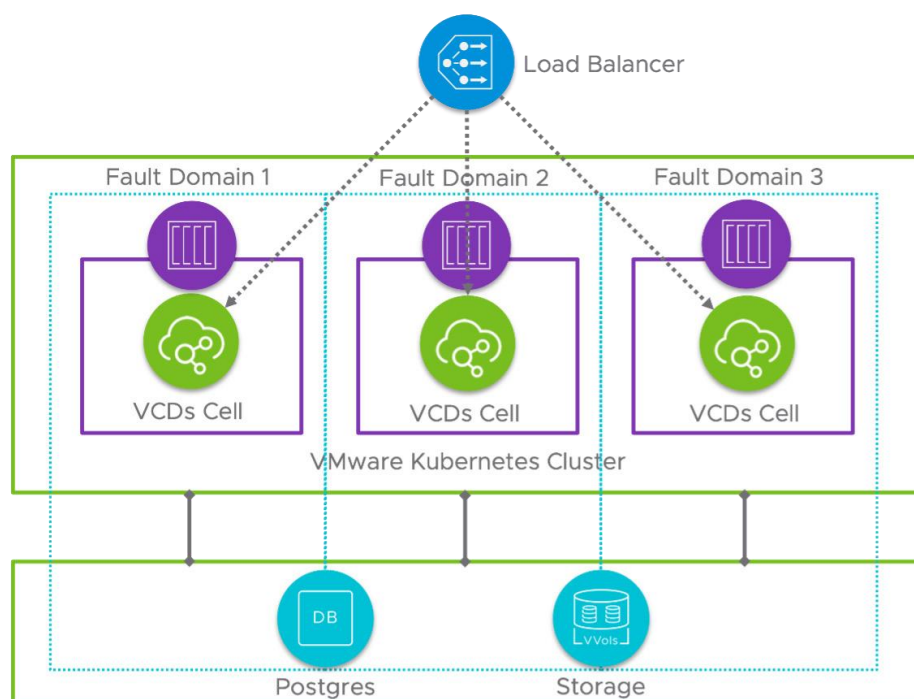 Load Balancer
Fault Domain 1
Fault Domain 2
Fault Domain 3
VCDs Cell
VCDs Cell
VCDs Cell
VMware Kubernetes Cluster
DB
VVols
Postgres
Storage